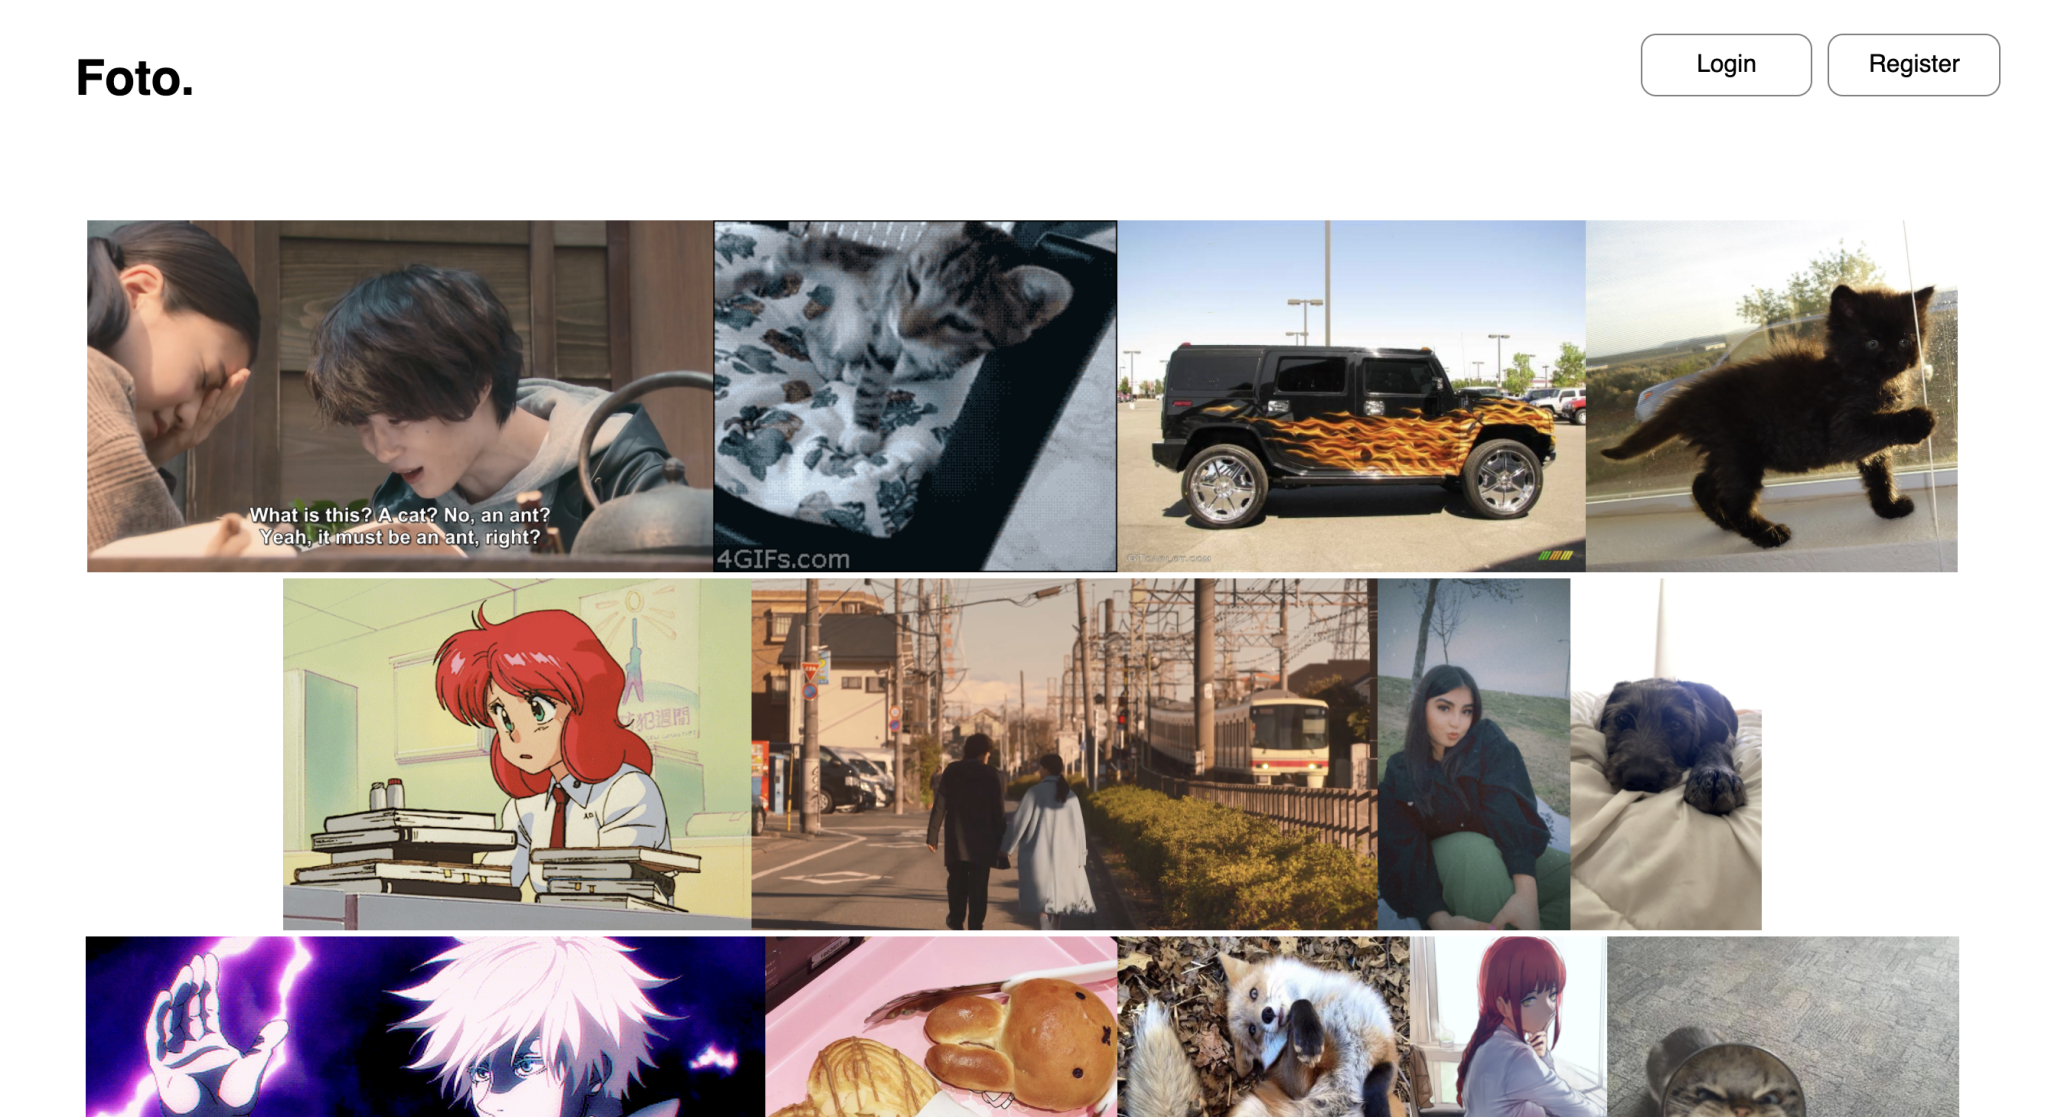 Foto.
Login
Register
What is this? A cat? No, an ant?
Yeah, it must be an ant, right?
4GIFs.com
犯週間